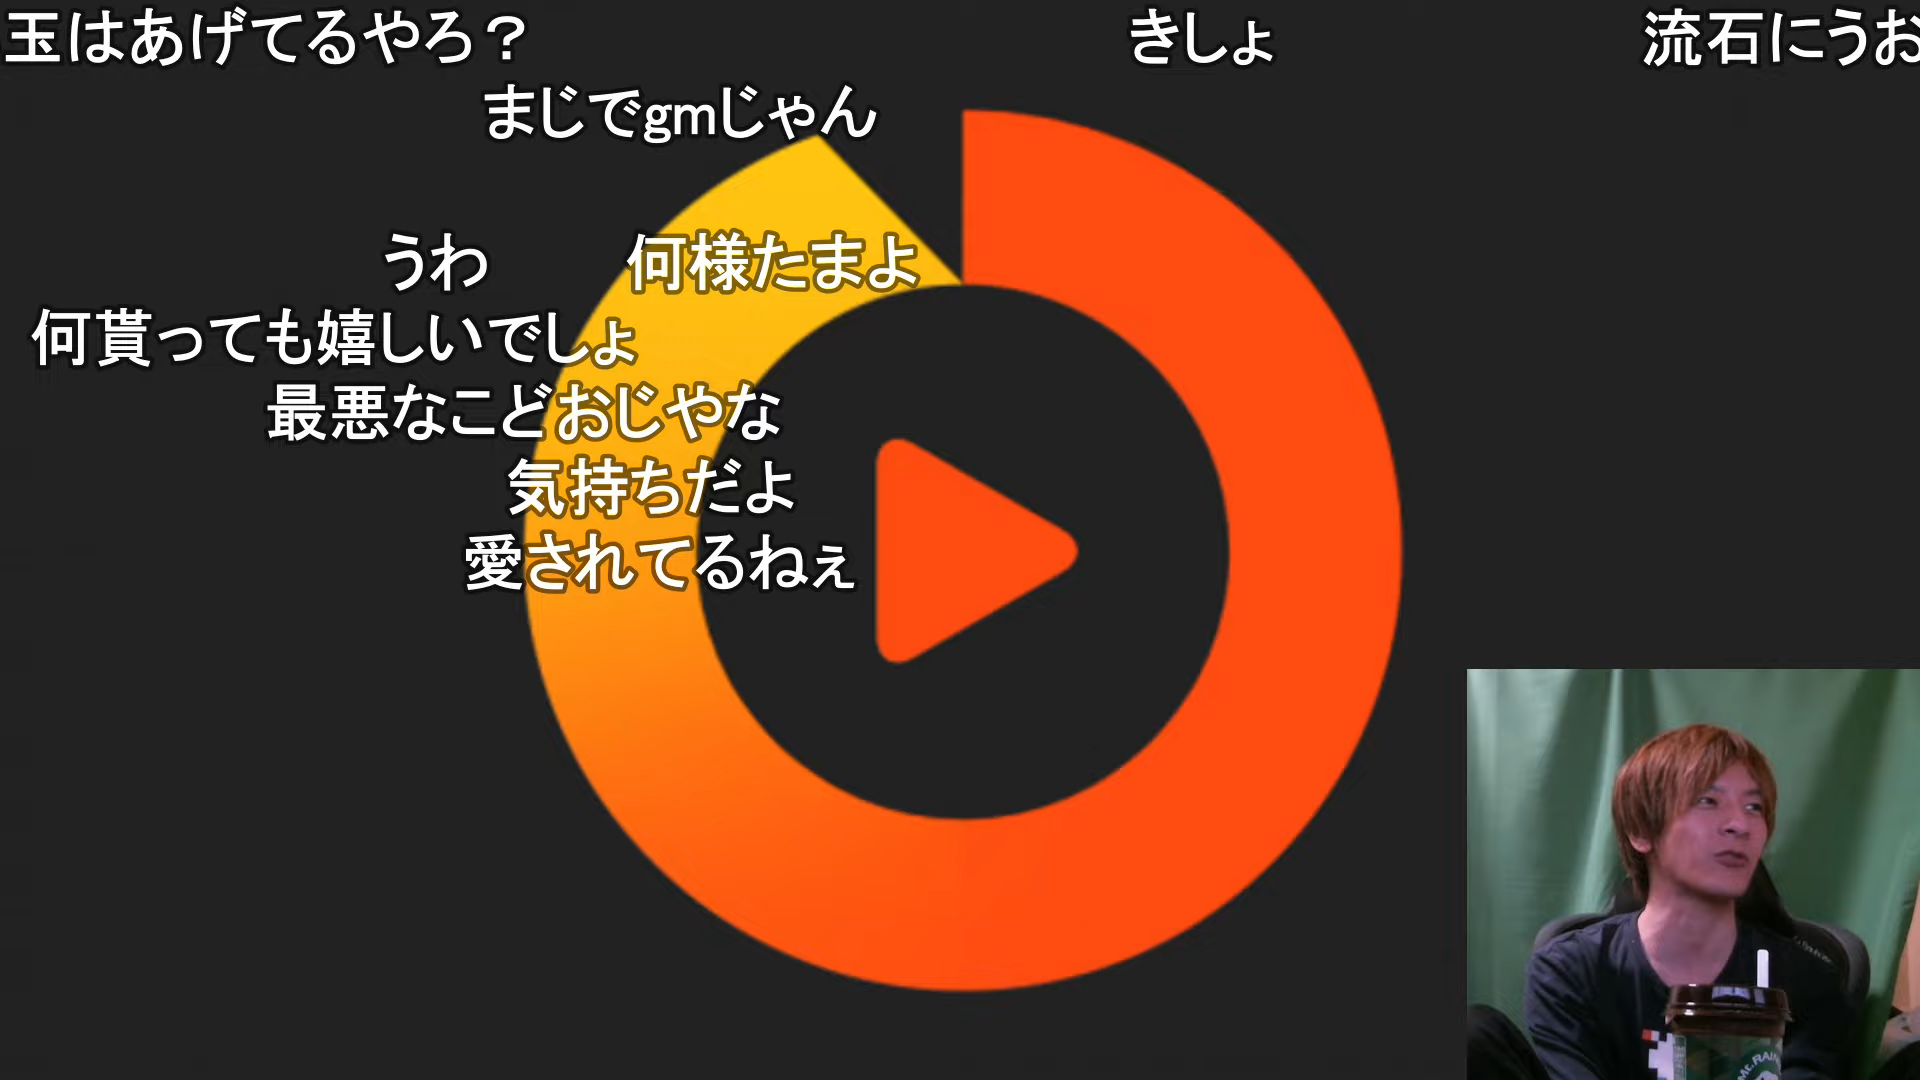 玉はあげてるやろ？
きしょ
流石にうお
まじでgmじゃん
うわ
何様たまよ
何貰っても嬉しいでしょ
最悪なこどおじやな
気持ちだよ
愛されてるねぇ
Mt.RAI